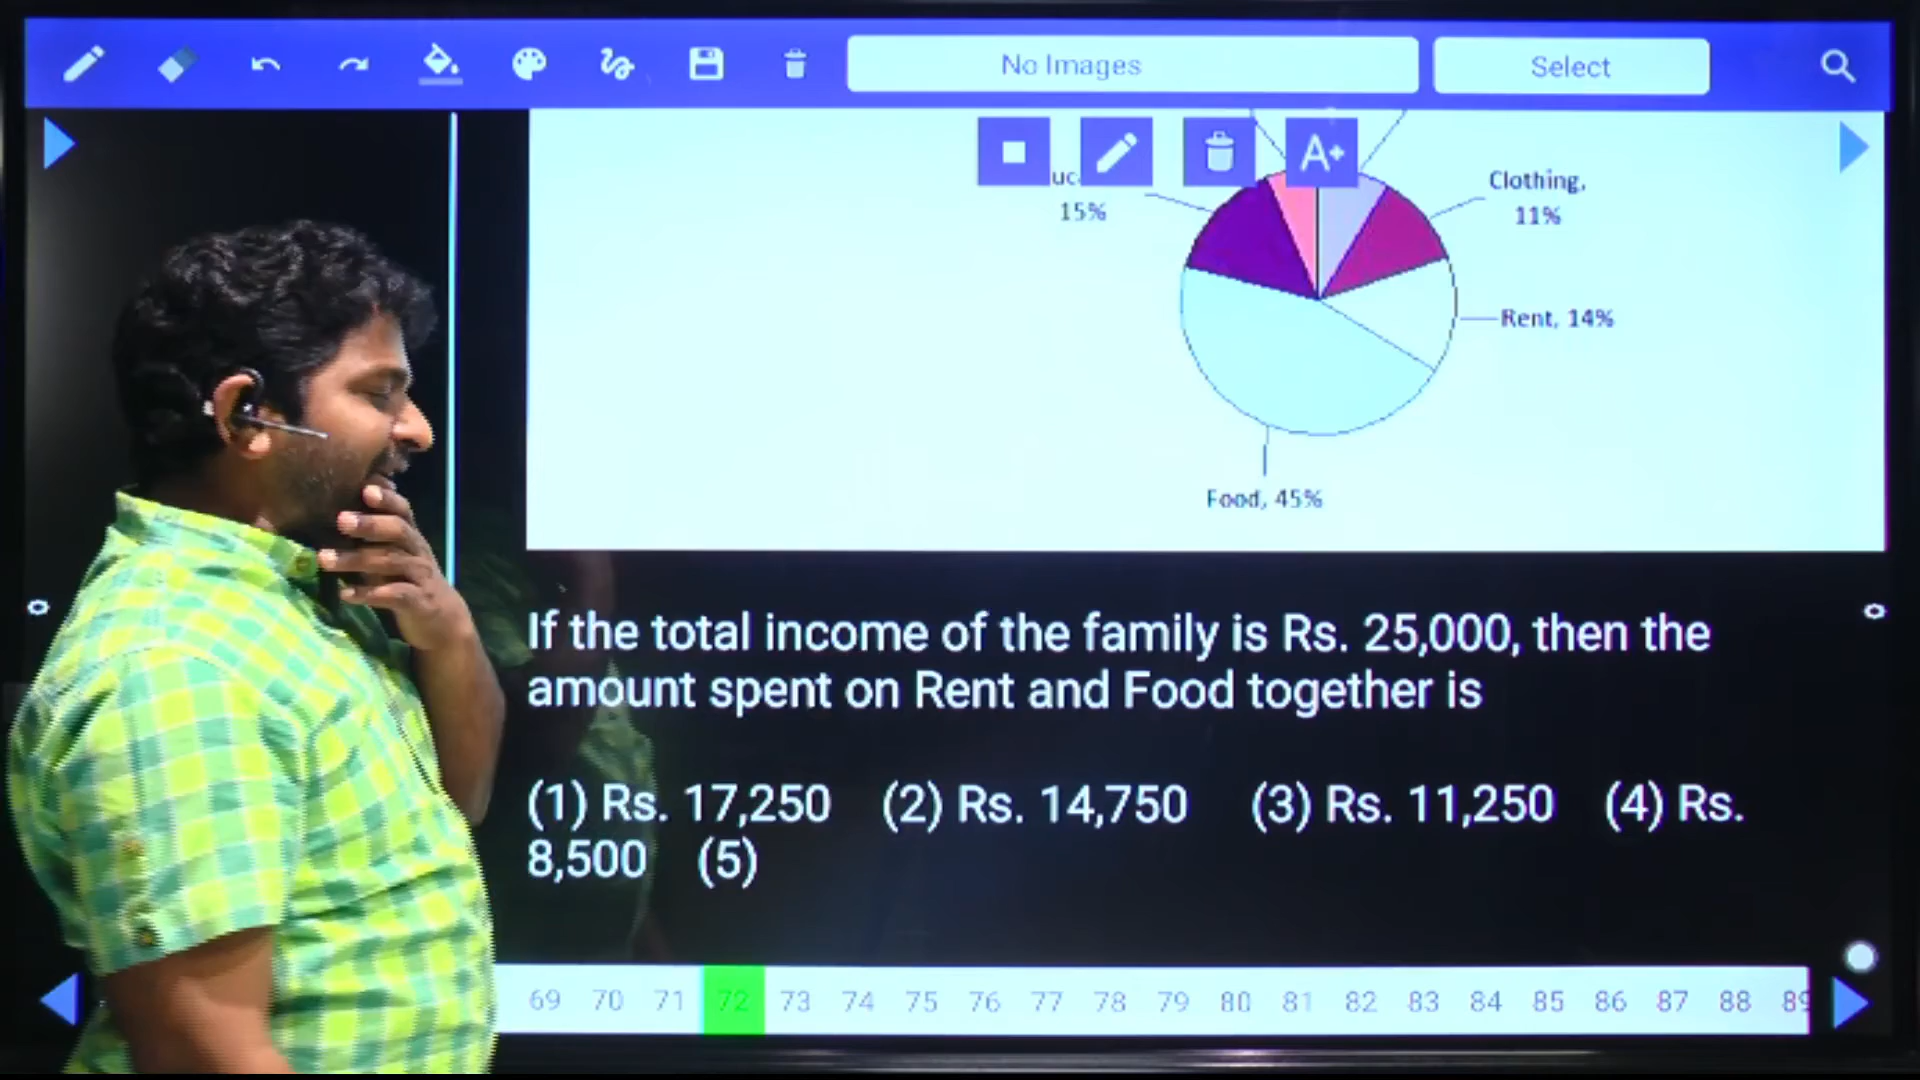 No Images
Select
A+
uc
15%
Clothing,
11%
Rent, 14%
Food, 45%
If the total income of the family is Rs. 25,000, then the
amount spent on Rent and Food together is
(1) Rs. 17,250 (2) Rs. 14,750 (3) Rs. 11,250 (4) Rs.
8,500 (5)
69 70 71 72 73 74 75 76 77 78 79 80 81 82 83 84 85 86 87 88 89